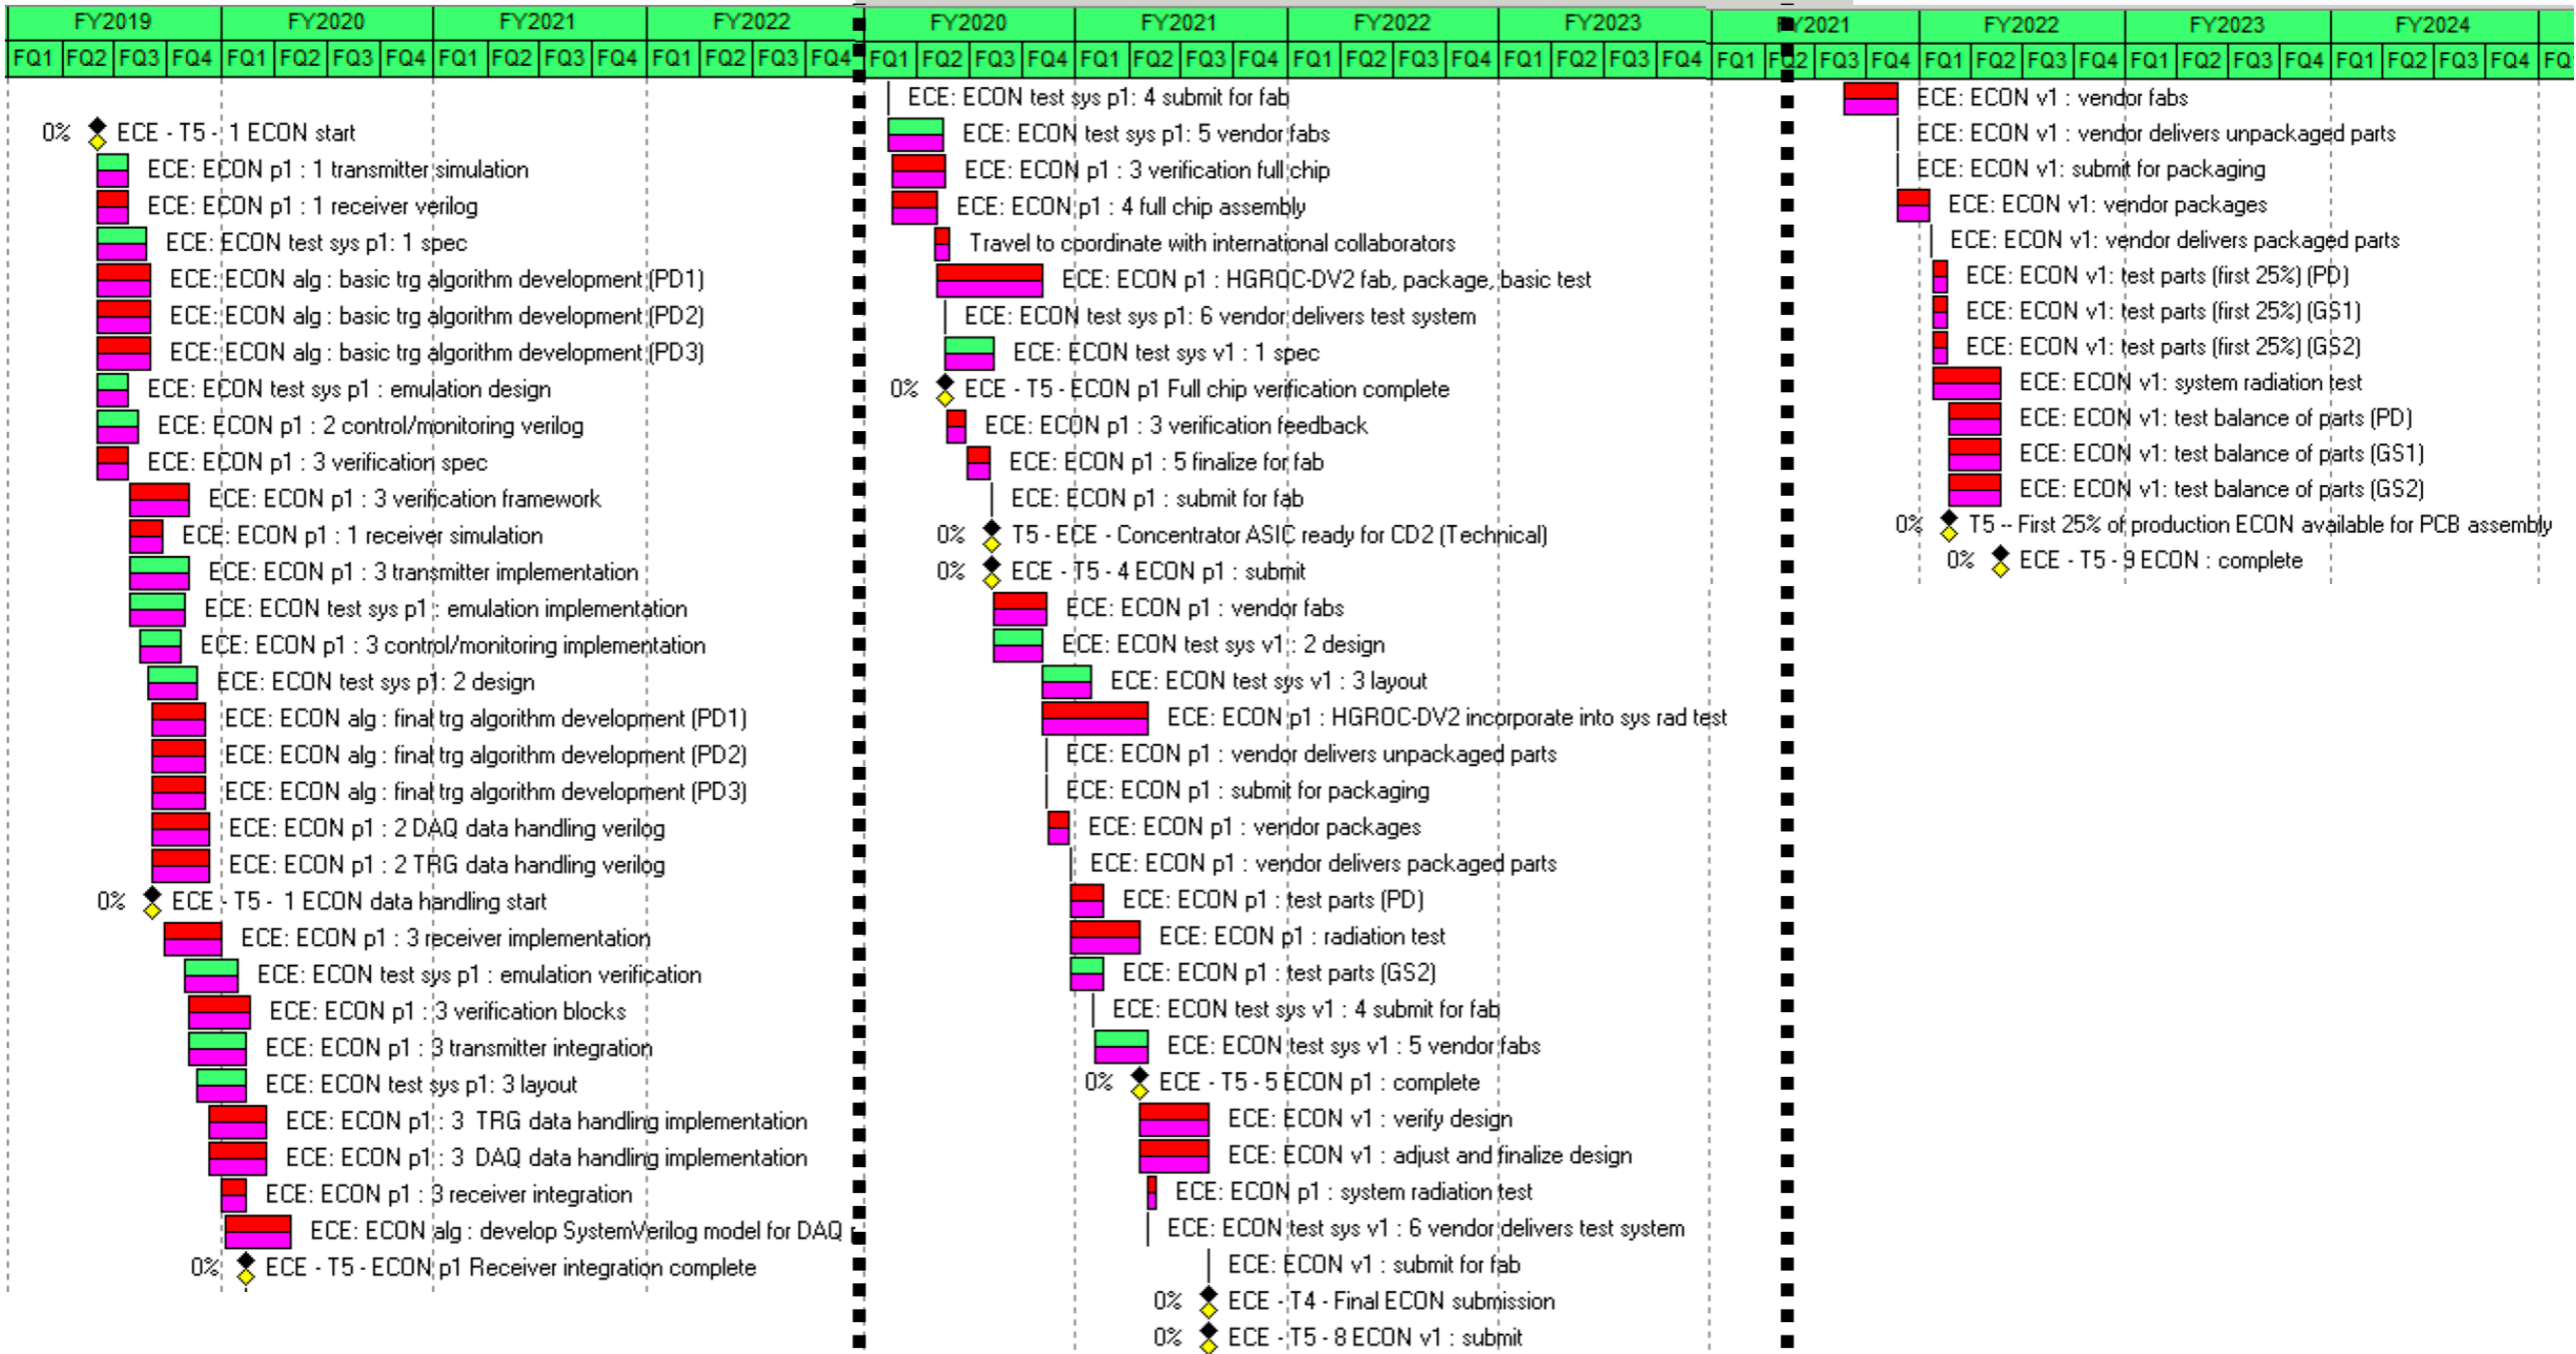 FY2019 FY2020 FY2021 FY2022
FQ1 FQ2 FQ3 FQ4 FQ1 FQ2 FQ3 FQ4 FQ1 FQ2 FQ3 FQ4 FQ1 FQ2 FQ3 FQ4
0% ECE - T5 - 1 ECON start
ECE: ECON p1 : 1 transmitter simulation
ECE: ECON p1 : 1 receiver verilog
ECE: ECON test sys p1: 1 spec
ECE: ECON alg : basic trg algorithm development (PD1)
ECE: ECON alg : basic trg algorithm development (PD2)
ECE: ECON alg : basic trg algorithm development (PD3)
ECE: ECON test sys p1 : emulation design
ECE: ECON p1 : 2 control/monitoring verilog
ECE: ECON p1 : 3 verification spec
ECE: ECON p1 : 3 verification framework
ECE: ECON p1 : 1 receiver simulation
ECE: ECON p1 : 3 transmitter implementation
ECE: ECON test sys p1 : emulation implementation
ECE: ECON p1 : 3 control/monitoring implementation
ECE: ECON test sys p1: 2 design
ECE: ECON alg : final trg algorithm development (PD1)
ECE: ECON alg : final trg algorithm development (PD2)
ECE: ECON alg : final trg algorithm development (PD3)
ECE: ECON p1 : 2 DAQ data handling verilog
ECE: ECON p1 : 2 TRG data handling verilog
0% ECE - T5 - 1 ECON data handling start
ECE: ECON p1 : 3 receiver implementation
ECE: ECON test sys p1 : emulation verification
ECE: ECON p1 : 3 verification blocks
ECE: ECON p1 : 3 transmitter integration
ECE: ECON test sys p1: 3 layout
ECE: ECON p1 : 3 TRG data handling implementation
ECE: ECON p1 : 3 DAQ data handling implementation
ECE: ECON p1 : 3 receiver integration
ECE: ECON alg : develop SystemVerilog model for DAQ
0% ECE - T5 - ECON p1 Receiver integration complete
FY2020 FY2021 FY2022 FY2023
FQ1 FQ2 FQ3 FQ4 FQ1 FQ2 FQ3 FQ4 FQ1 FQ2 FQ3 FQ4 FQ1 FQ2 FQ3 FQ4
ECE: ECON test sys p1: 4 submit for fab
ECE: ECON test sys p1: 5 vendor fabs
ECE: ECON p1 : 3 verification full chip
ECE: ECON p1 : 4 full chip assembly
Travel to coordinate with international collaborators
ECE: ECON p1 : HGROC-DV2 fab, package, basic test
ECE: ECON test sys p1: 6 vendor delivers test system
ECE: ECON test sys v1 : 1 spec
0% ECE - T5 - ECON p1 Full chip verification complete
ECE: ECON p1 : 3 verification feedback
ECE: ECON p1 : 5 finalize for fab
ECE: ECON p1 : submit for fab
0% T5 - ECE - Concentrator ASIC ready for CD2 (Technical)
0% ECE - T5 - 4 ECON p1 : submit
ECE: ECON p1 : vendor fabs
ECE: ECON test sys v1 : 2 design
ECE: ECON test sys v1 : 3 layout
ECE: ECON p1 : HGROC-DV2 incorporate into sys rad test
ECE: ECON p1 : vendor delivers unpackaged parts
ECE: ECON p1 : submit for packaging
ECE: ECON p1 : vendor packages
ECE: ECON p1 : vendor delivers packaged parts
ECE: ECON p1 : test parts (PD)
ECE: ECON p1 : radiation test
ECE: ECON p1 : test parts (GS2)
ECE: ECON test sys v1 : 4 submit for fab
ECE: ECON test sys v1 : 5 vendor fabs
0% ECE - T5 - 5 ECON p1 : complete
ECE: ECON v1 : verify design
ECE: ECON v1 : adjust and finalize design
ECE: ECON p1 : system radiation test
ECE: ECON test sys v1 : 6 vendor delivers test system
ECE: ECON v1 : submit for fab
0% ECE - T4 - Final ECON submission
0% ECE - T5 - 8 ECON v1 : submit
FY2021 FY2022 FY2023 FY2024
FQ1 FQ2 FQ3 FQ4 FQ1 FQ2 FQ3 FQ4 FQ1 FQ2 FQ3 FQ4 FQ1 FQ2 FQ3 FQ4 FQ
ECE: ECON v1 : vendor fabs
ECE: ECON v1 : vendor delivers unpackaged parts
ECE: ECON v1: submit for packaging
ECE: ECON v1: vendor packages
ECE: ECON v1: vendor delivers packaged parts
ECE: ECON v1: test parts (first 25%) (PD)
ECE: ECON v1: test parts (first 25%) (GS1)
ECE: ECON v1: test parts (first 25%) (GS2)
ECE: ECON v1: system radiation test
ECE: ECON v1: test balance of parts (PD)
ECE: ECON v1: test balance of parts (GS1)
ECE: ECON v1: test balance of parts (GS2)
0% T5 -- First 25% of production ECON available for PCB assembly
0% ECE - T5 - 9 ECON : complete